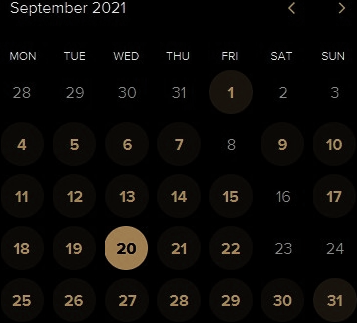 September 2021
MON TUE WED THU FRI SAT SUN
28 29 30 31 1 2 3
4 5 6 7 8 9 10
11 12 13 14 15 16 17
18 19 20 21 22 23 24
25 26 27 28 29 30 31